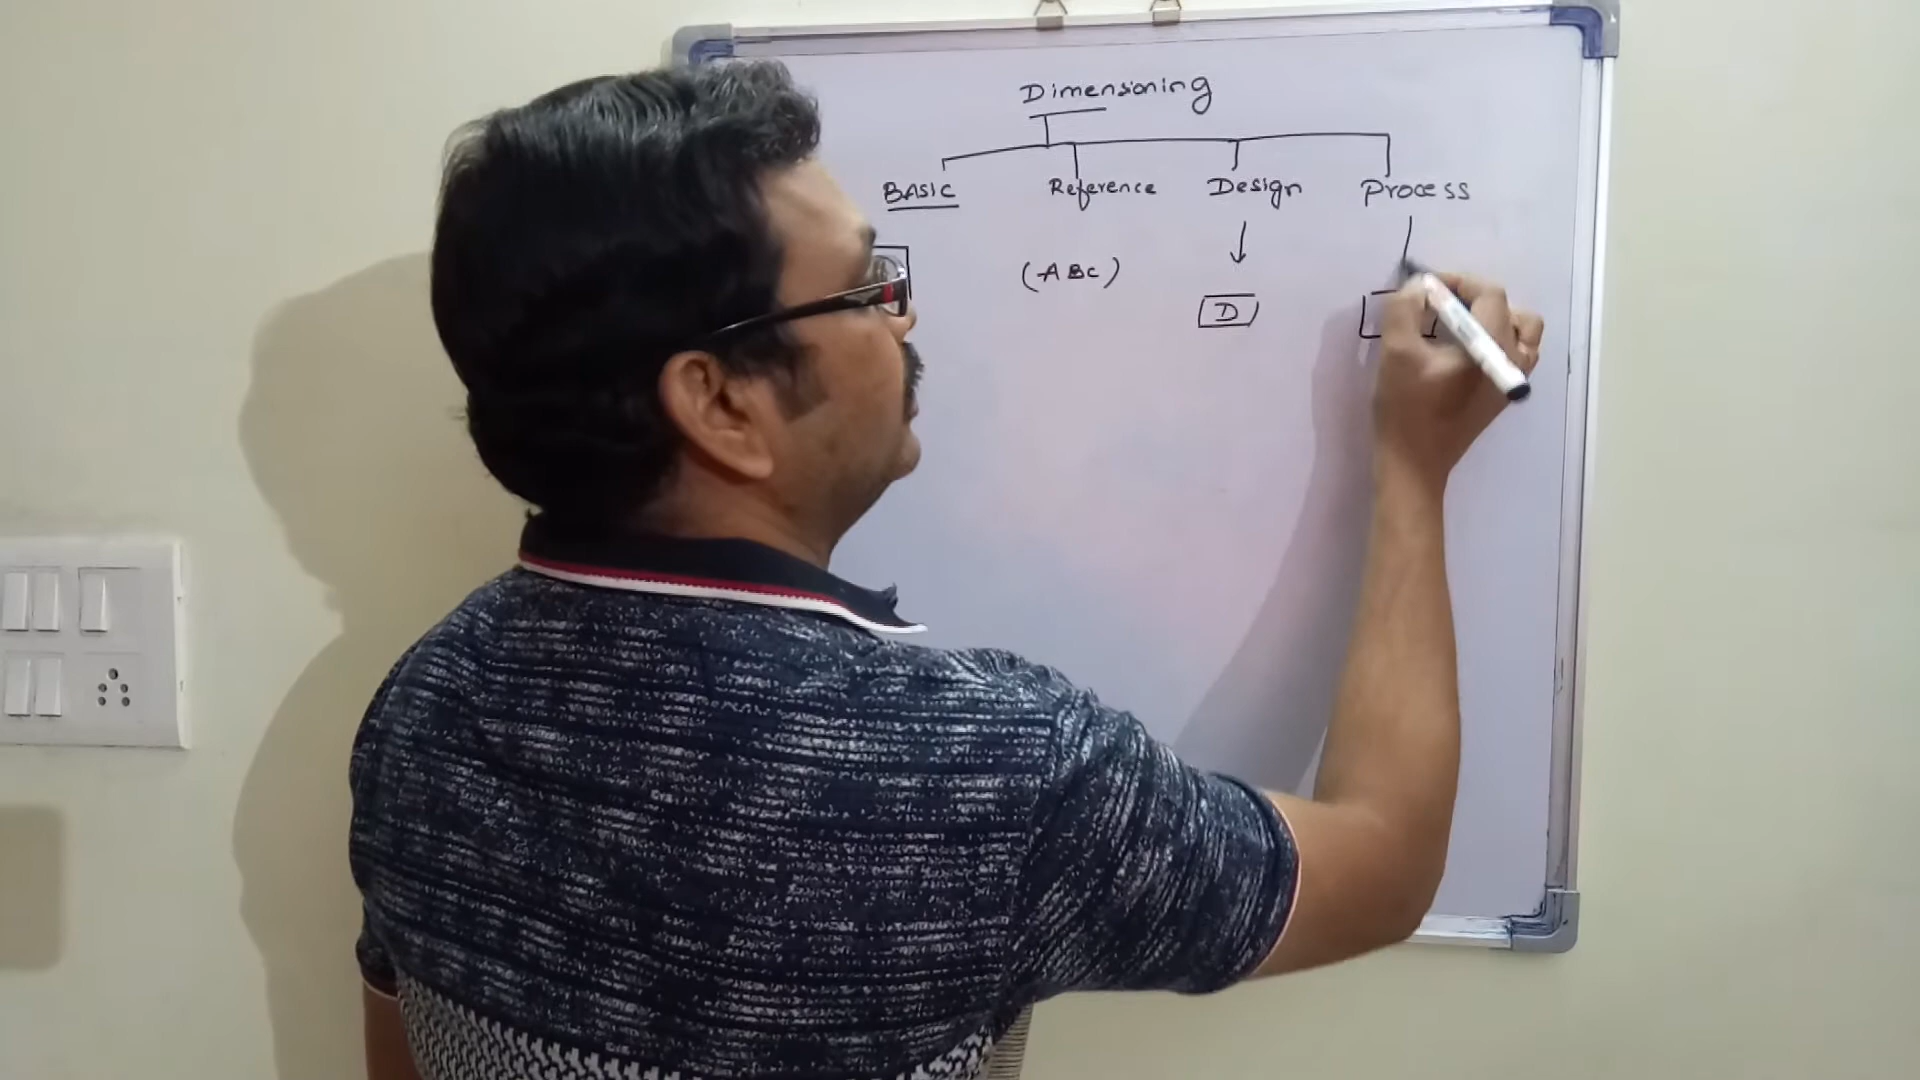 Dimensioning
BASIC Reference Design Process
(ABC)
D